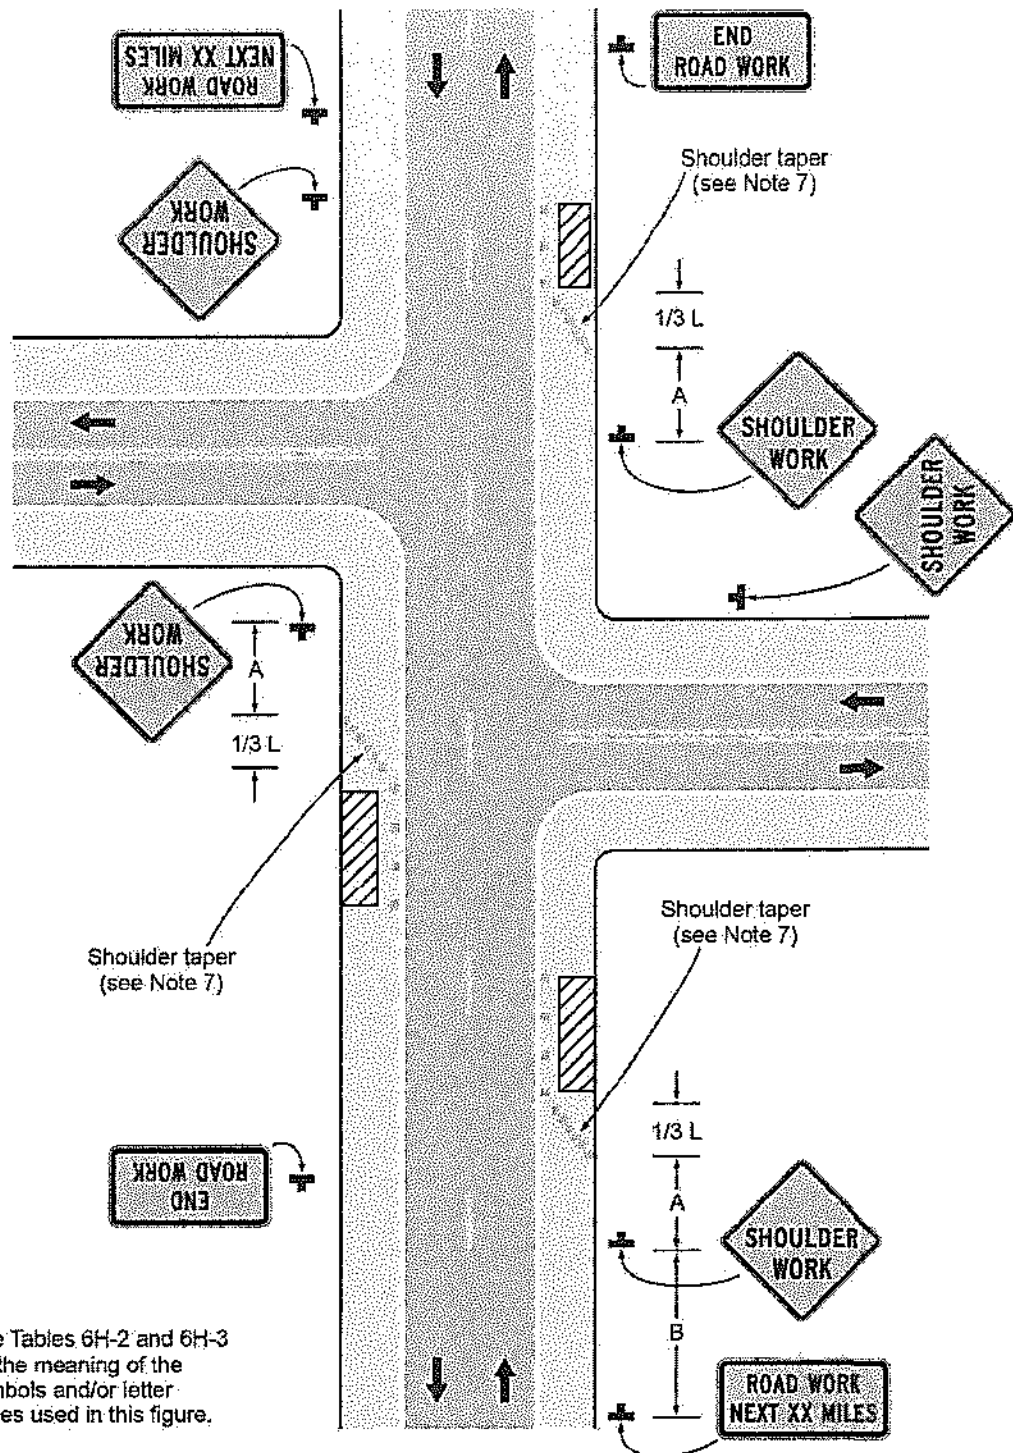 ROAD WORK
NEXT XX MILES
END
ROAD WORK
Shoulder taper
(see Note 7)
SHOULDER
WORK
1/3 L
A
SHOULDER
WORK
SHOULDER
WORK
SHOULDER
WORK
A
1/3 L
Shoulder taper
(see Note 7)
Shoulder taper
(see Note 7)
1/3 L
A
END
ROAD WORK
SHOULDER
WORK
B
Tables 6H-2 and 6H-3
the meaning of the
and/or letter
used in this figure.
ROAD WORK
NEXT XX MILES